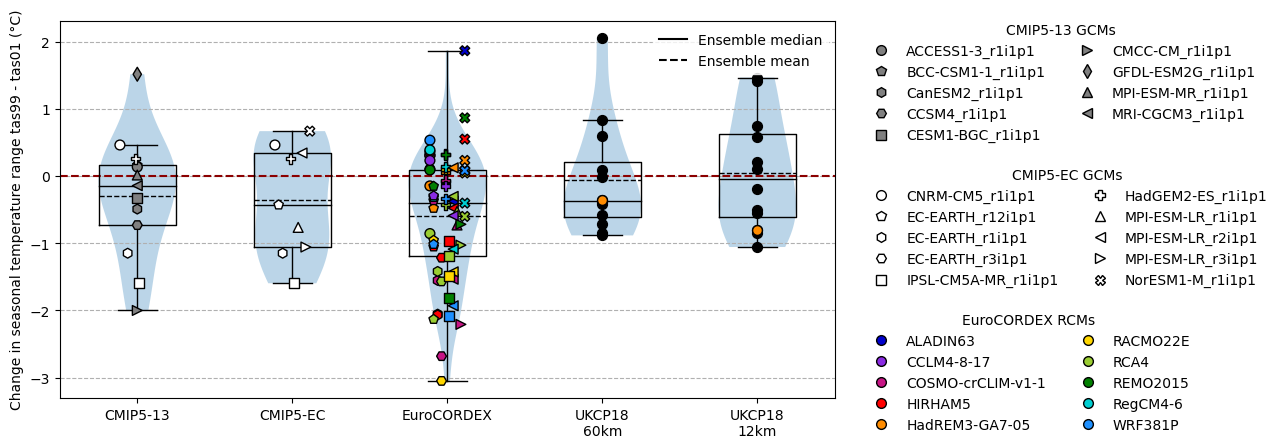 Change in seasonal temperature range tas99 - tas01 (°C)
2
1
0
−1
−2
−3
CMIP5-13
CMIP5-EC
EuroCORDEX
UKCP18
60km
UKCP18
12km
Ensemble median
Ensemble mean
CMIP5-13 GCMs
ACCESS1-3_r1i1p1
BCC-CSM1-1_r1i1p1
CanESM2_r1i1p1
CCSM4_r1i1p1
CESM1-BGC_r1i1p1
CMCC-CM_r1i1p1
GFDL-ESM2G_r1i1p1
MPI-ESM-MR_r1i1p1
MRI-CGCM3_r1i1p1
CMIP5-EC GCMs
CNRM-CM5_r1i1p1
EC-EARTH_r12i1p1
EC-EARTH_r1i1p1
EC-EARTH_r3i1p1
IPSL-CM5A-MR_r1i1p1
HadGEM2-ES_r1i1p1
MPI-ESM-LR_r1i1p1
MPI-ESM-LR_r2i1p1
MPI-ESM-LR_r3i1p1
NorESM1-M_r1i1p1
EuroCORDEX RCMs
ALADIN63
CCLM4-8-17
COSMO-crCLIM-v1-1
HIRHAM5
HadREM3-GA7-05
RACMO22E
RCA4
REMO2015
RegCM4-6
WRF381P